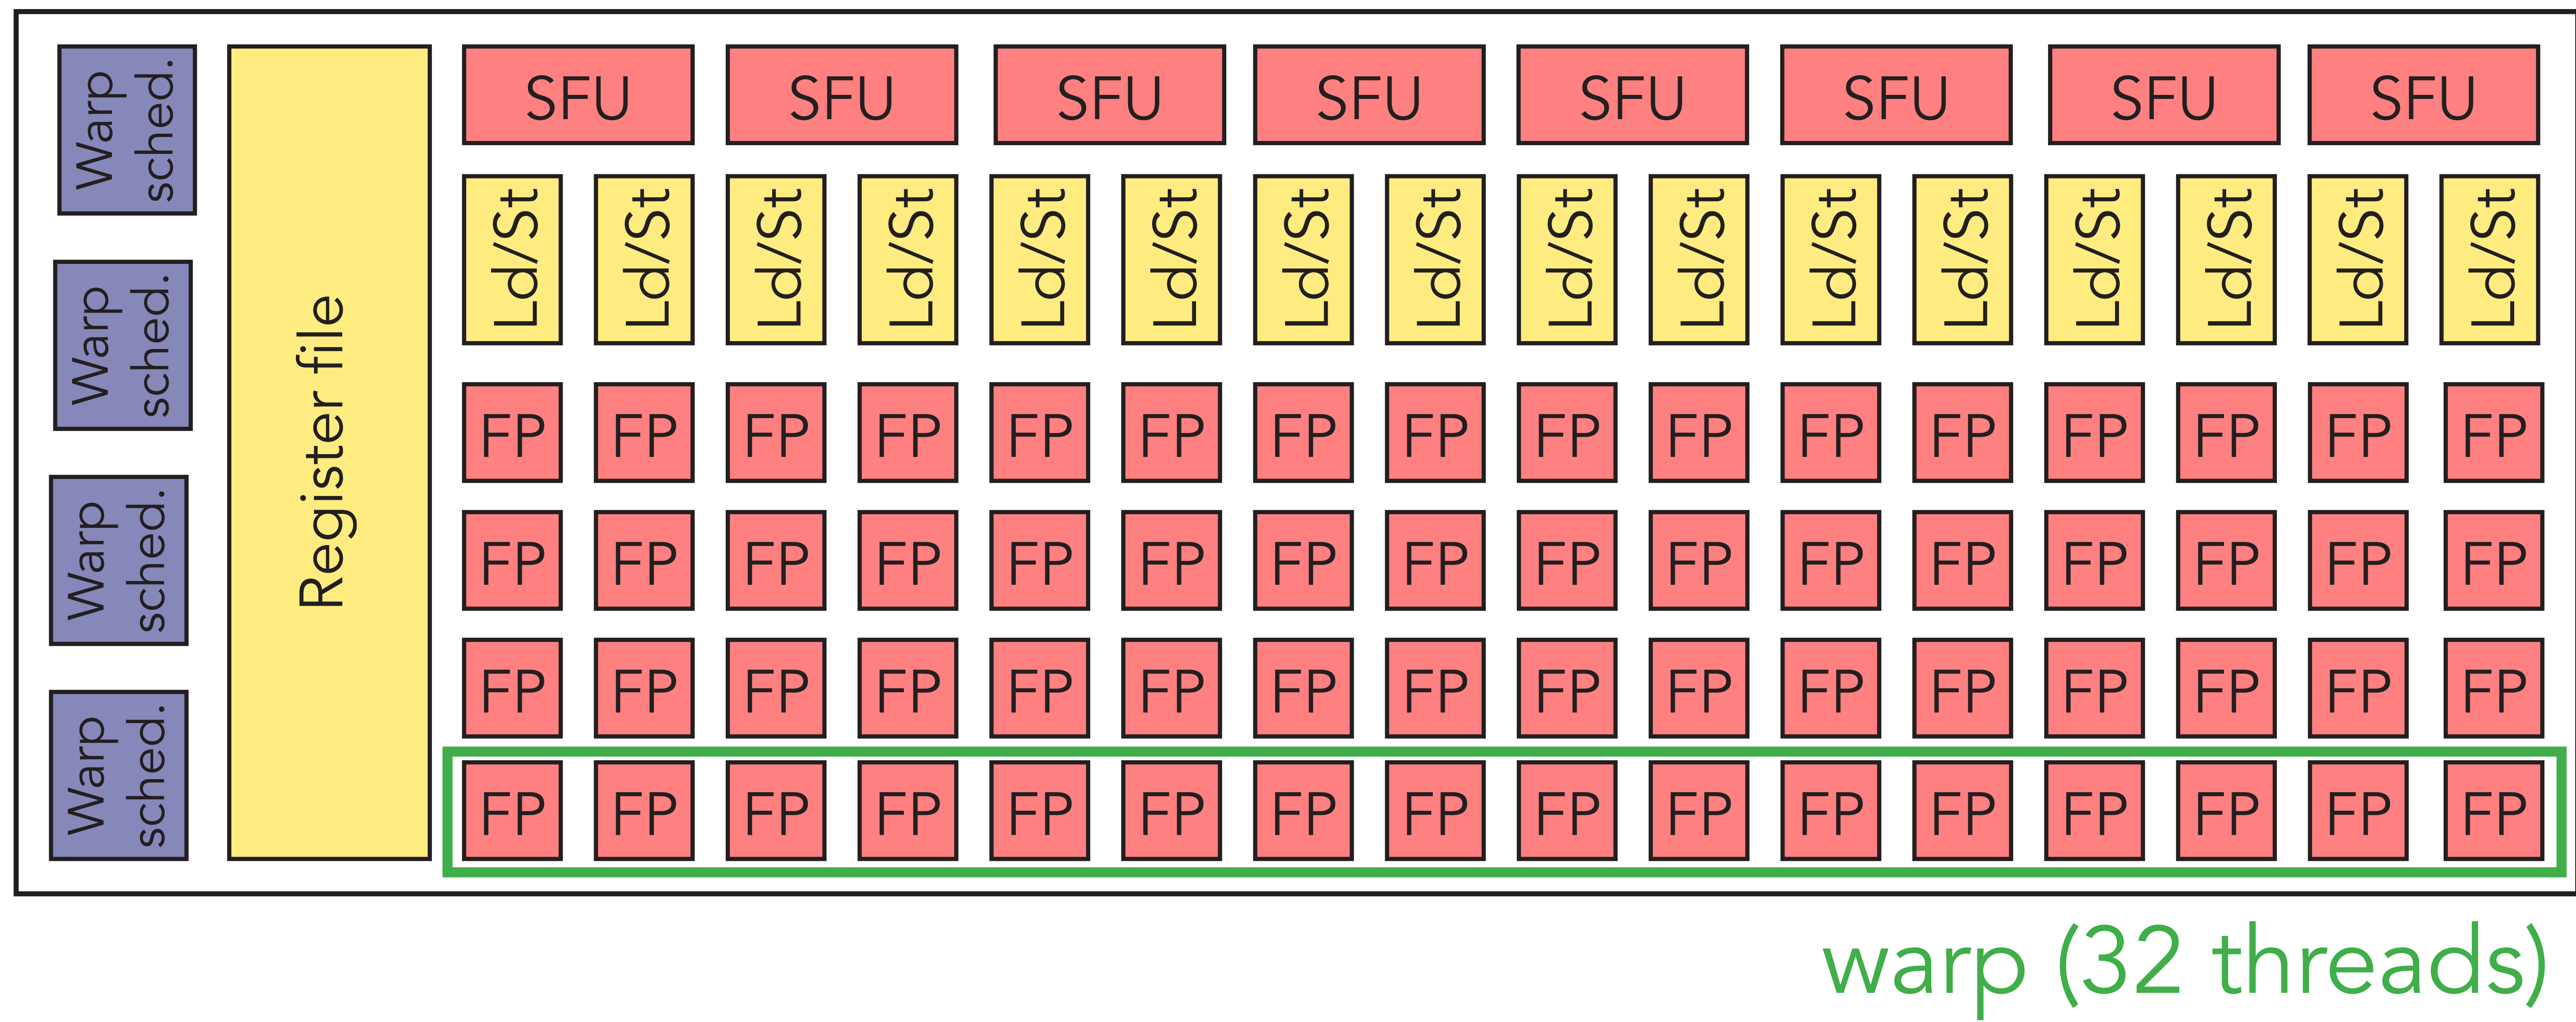 Warp
sched.
Warp
sched.
Warp
sched.
Warp
sched.
Register file
SFU SFU SFU SFU SFU SFU SFU SFU
Ld/St Ld/St Ld/St Ld/St Ld/St Ld/St Ld/St Ld/St Ld/St Ld/St Ld/St Ld/St Ld/St Ld/St Ld/St Ld/St
FP FP FP FP FP FP FP FP FP FP FP FP FP FP FP FP
FP FP FP FP FP FP FP FP FP FP FP FP FP FP FP FP
FP FP FP FP FP FP FP FP FP FP FP FP FP FP FP FP
FP FP FP FP FP FP FP FP FP FP FP FP FP FP FP FP
warp (32 threads)